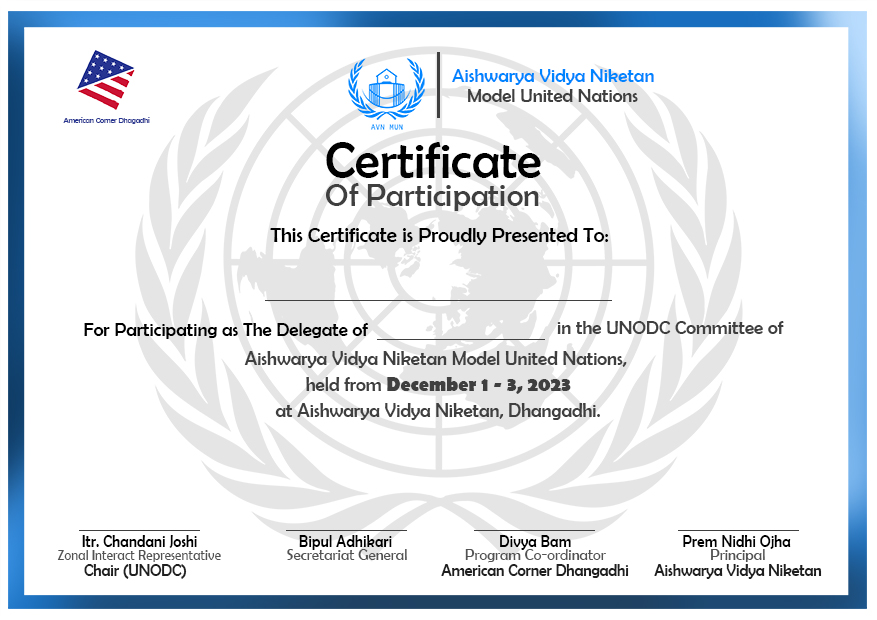 American Corner Dhagadhi
AVN MUN
Aishwarya Vidya Niketan
Model United Nations
Certificate
Of Participation
This Certificate is Proudly Presented To:
For Participating as The Delegate of in the UNODC Committee of
Aishwarya Vidya Niketan Model United Nations,
held from December 1 - 3, 2023
at Aishwarya Vidya Niketan, Dhangadhi.
Itr. Chandani Joshi
Zonal Interact Representative
Chair (UNODC)
Bipul Adhikari
Secretariat General
Divya Bam
Program Co-ordinator
American Corner Dhangadhi
Prem Nidhi Ojha
Principal
Aishwarya Vidya Niketan